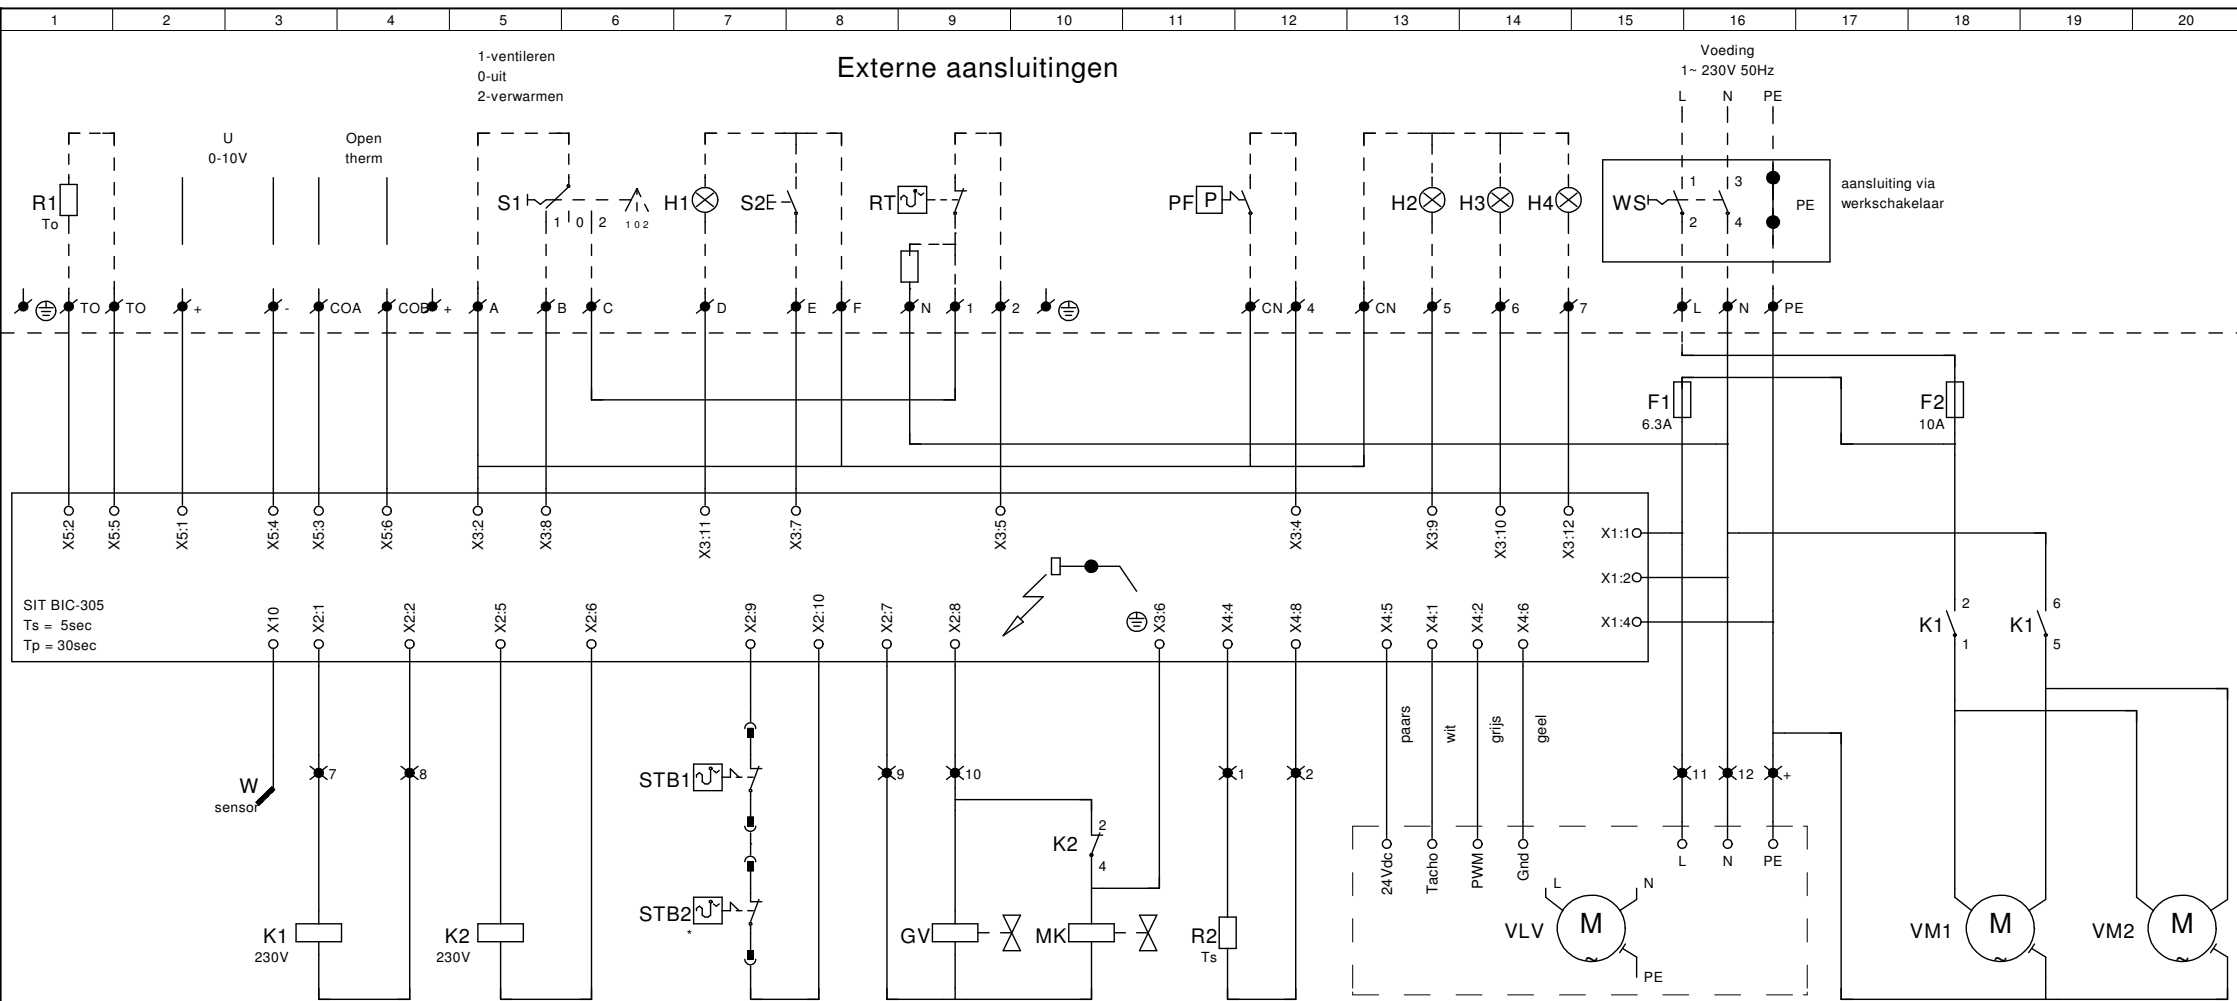 1 2 3 4 5 6 7 8 9 10 11 12 13 14 15 16 17 18 19 20
1-ventileren
0-uit
2-verwarmen
Externe aansluitingen
Voeding
1~ 230V 50Hz
L N PE
U
0-10V
Open
therm
R1
To
S1
1 0 2
1 0 2
H1
S2
RT
PF P
H2 H3 H4
WS
1 3
2 4
PE
aansluiting via
werkschakelaar
TO TO + - COA COB + A B C D E F N 1 2 CN 4 CN 5 6 7 L N PE
F1
6.3A
F2
10A
X5:2 X5:5 X5:1 X5:4 X5:3 X5:6 X3:2 X3:8 X3:11 X3:7 X3:5 X3:4 X3:9 X3:10 X3:12
X1:1
X1:2
X1:4
SIT BIC-305
Ts = 5sec
Tp = 30sec
X10 X2:1 X2:2 X2:5 X2:6 X2:9 X2:10 X2:7 X2:8 X3:6 X4:4 X4:8 X4:5 X4:1 X4:2 X4:6
K1 2 1
K1 6 5
paars wit grijs geel
W
sensor
7 8
STB1
9 10 1 2
11 12 +
K2 2 4
24Vdc Tacho PWM Gnd
L N PE
STB2
*
K1
230V
K2
230V
GV
MK
R2
Ts
VLV
L N
M
PE
VM1 M
VM2 M